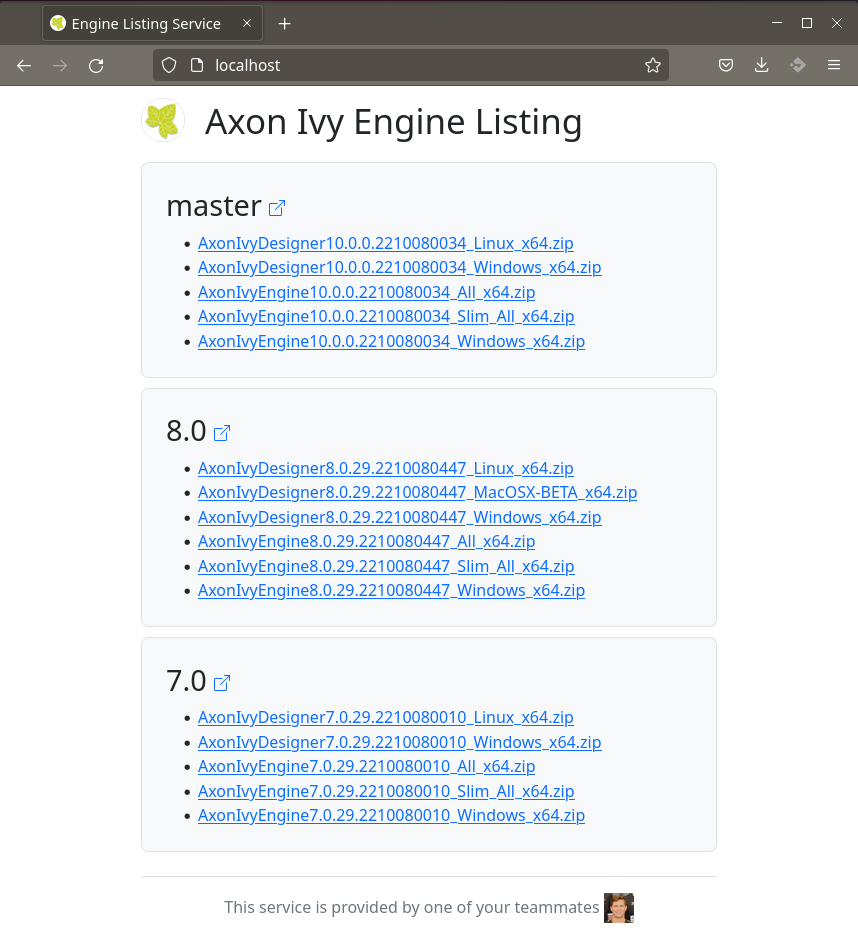 Engine Listing Service
localhost
Axon Ivy Engine Listing
master
AxonIvyDesigner10.0.0.2210080034_Linux_x64.zip
AxonIvyDesigner10.0.0.2210080034_Windows_x64.zip
AxonIvyEngine10.0.0.2210080034_All_x64.zip
AxonIvyEngine10.0.0.2210080034_Slim_All_x64.zip
AxonIvyEngine10.0.0.2210080034_Windows_x64.zip
8.0
AxonIvyDesigner8.0.29.2210080447_Linux_x64.zip
AxonIvyDesigner8.0.29.2210080447_MacOSX-BETA_x64.zip
AxonIvyDesigner8.0.29.2210080447_Windows_x64.zip
AxonIvyEngine8.0.29.2210080447_All_x64.zip
AxonIvyEngine8.0.29.2210080447_Slim_All_x64.zip
AxonIvyEngine8.0.29.2210080447_Windows_x64.zip
7.0
AxonIvyDesigner7.0.29.2210080010_Linux_x64.zip
AxonIvyDesigner7.0.29.2210080010_Windows_x64.zip
AxonIvyEngine7.0.29.2210080010_All_x64.zip
AxonIvyEngine7.0.29.2210080010_Slim_All_x64.zip
AxonIvyEngine7.0.29.2210080010_Windows_x64.zip
This service is provided by one of your teammates